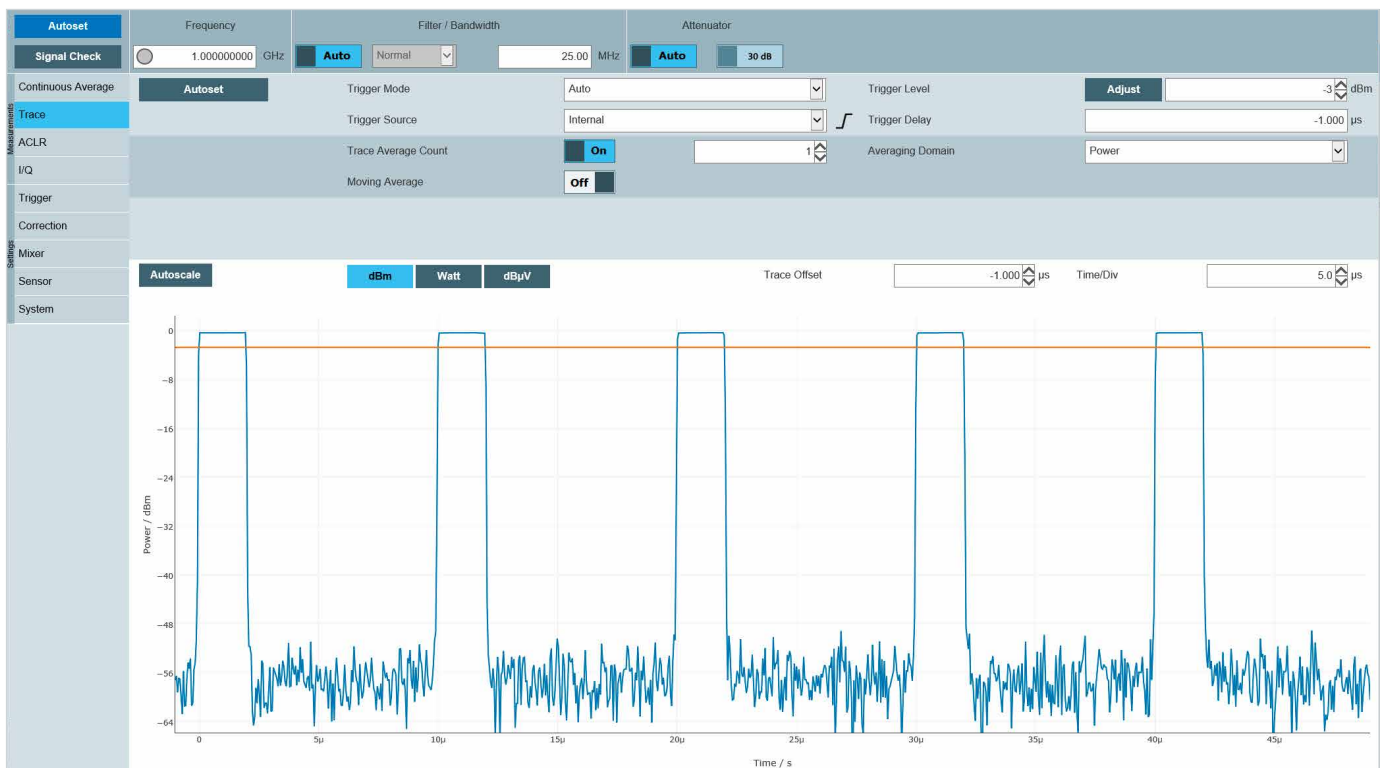 Autoset Frequency Filter / Bandwidth Attenuator
Signal Check 1.000000000 GHz Auto Normal 25.00 MHz Auto 30 dB
Measurements
Continuous Average
Trace
ACLR
I/Q
Settings
Trigger
Correction
Mixer
Sensor
System
Autoset Trigger Mode Auto Trigger Level Adjust -3 dBm
Trigger Source Internal Trigger Delay -1.000 µs
Trace Average Count On 1 Averaging Domain Power
Moving Average Off
Autoscale dBm Watt dBµV Trace Offset -1.000 µs Time/Div 5.0 µs
Power / dBm
0
−8
−16
−24
−32
−40
−48
−56
−64
0 5µ 10µ 15µ 20µ 25µ 30µ 35µ 40µ 45µ
Time / s